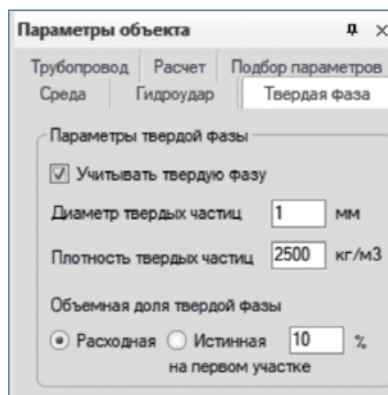 Параметры объекта
Трубопровод Расчет Подбор параметров
Среда Гидроудар Твердая фаза
Параметры твердой фазы
Учитывать твердую фазу
Диаметр твердых частиц 1 мм
Плотность твердых частиц 2500 кг/м3
Объемная доля твердой фазы
Расходная Истинная 10 %
на первом участке